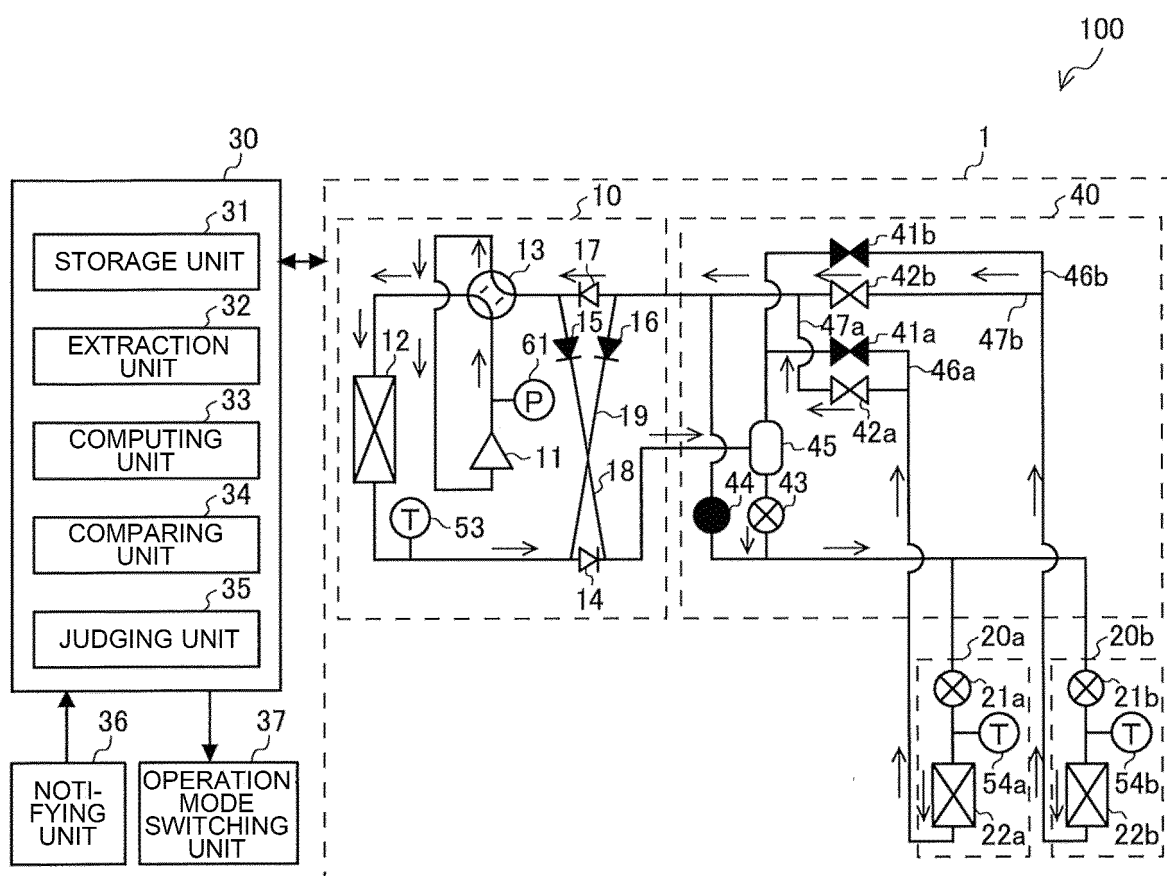 100
30
1
31
STORAGE UNIT
10
40
32
EXTRACTION
UNIT
13
17
41b
42b
46b
33
COMPUTING
UNIT
12
61
P
15
16
47a
41a
47b
46a
34
COMPARING
UNIT
11
19
42a
45
18
44
43
T
53
35
JUDGING UNIT
14
20a
20b
36
NOTI-
FYING
UNIT
37
OPERATION
MODE
SWITCHING
UNIT
21a
21b
T
T
54a
54b
22a
22b